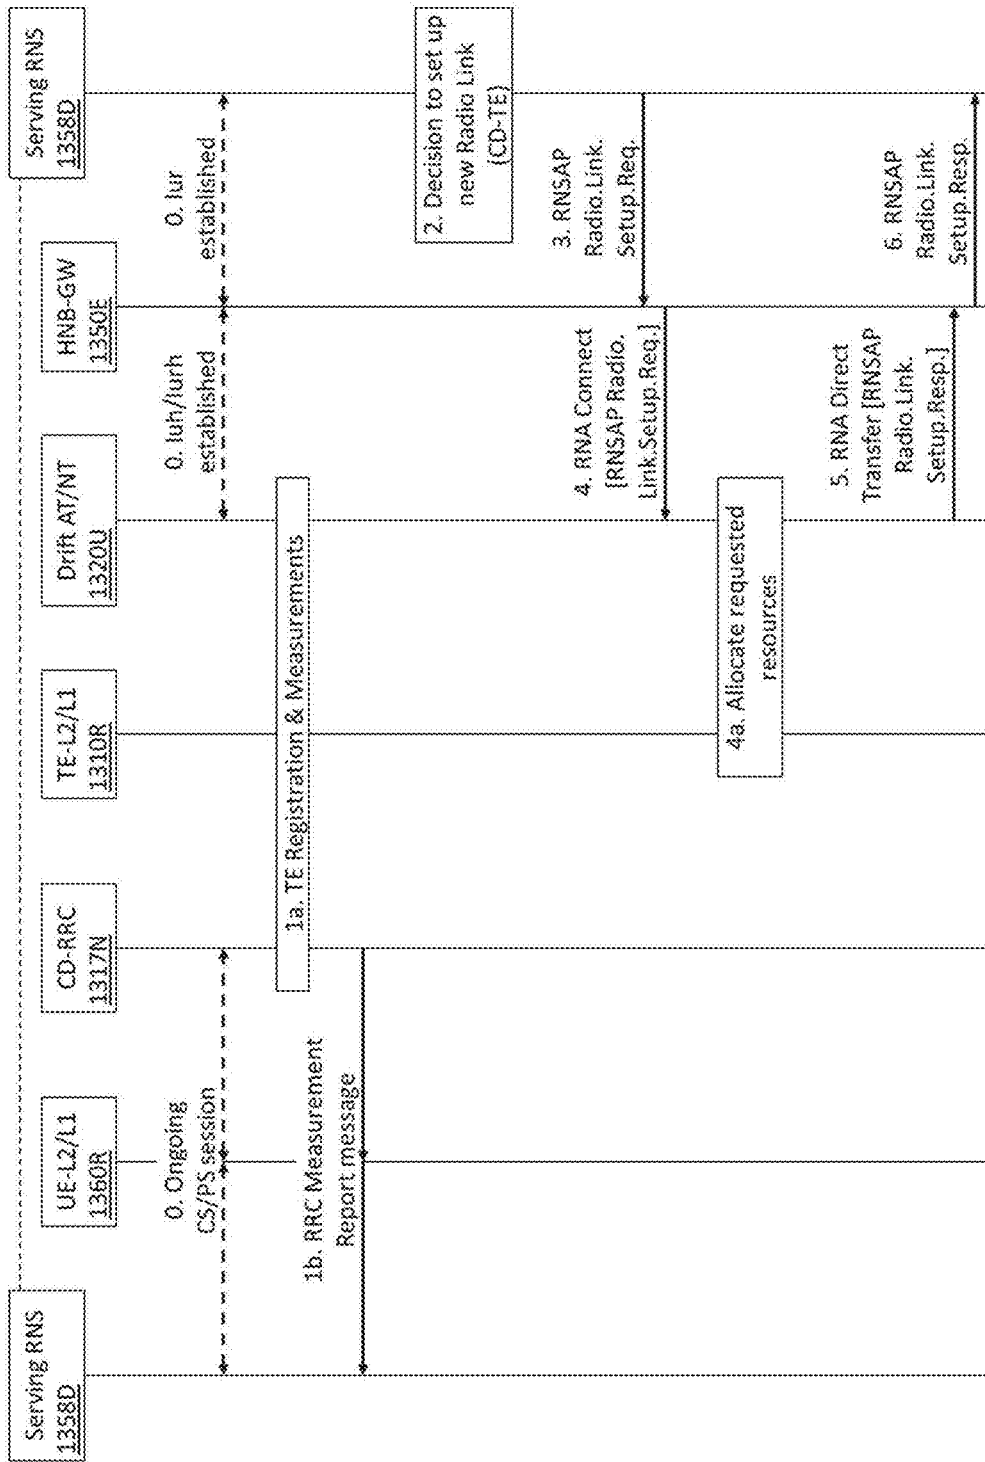 Serving RNS
1358D
UE-L2/L1
1360R
CD-RRC
1317N
TE-L2/L1
1310R
Drift AT/NT
1320U
HNB-GW
1350E
Serving RNS
1358D
0. Ongoing
CS/PS session
0. Iuh/Iurh
established
0. Iur
established
1a. TE Registration & Measurements
1b. RRC Measurement
Report message
2. Decision to set up
new Radio Link
(CD-TE)
3. RNSAP
Radio.Link.
Setup.Req.
4. RNA Connect
[RNSAP Radio.
Link.Setup.Req.]
4a. Allocate requested
resources
5. RNA Direct
Transfer [RNSAP
Radio.Link.
Setup.Resp.]
6. RNSAP
Radio.Link.
Setup.Resp.